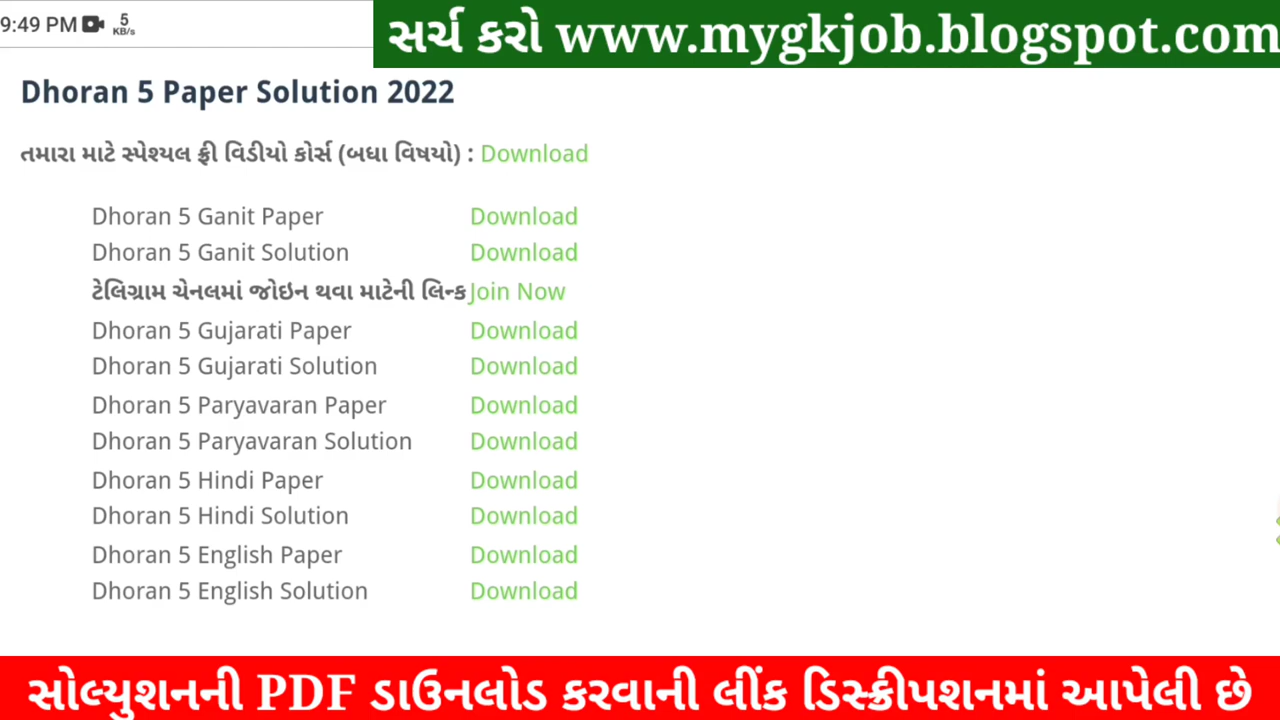 9:49 PM 5 KB/s
સર્ચ કરો www.mygkjob.blogspot.com
Dhoran 5 Paper Solution 2022
તમારા માટે સ્પેશ્યલ ફ્રી વિડીયો કોર્સ (બધા વિષયો) : Download
Dhoran 5 Ganit Paper Download
Dhoran 5 Ganit Solution Download
ટેલિગ્રામ ચેનલમાં જોઇન થવા માટેની લિન્ક Join Now
Dhoran 5 Gujarati Paper Download
Dhoran 5 Gujarati Solution Download
Dhoran 5 Paryavaran Paper Download
Dhoran 5 Paryavaran Solution Download
Dhoran 5 Hindi Paper Download
Dhoran 5 Hindi Solution Download
Dhoran 5 English Paper Download
Dhoran 5 English Solution Download
સોલ્યુશનની PDF ડાઉનલોડ કરવાની લીંક ડિસ્ક્રીપશનમાં આપેલી છે